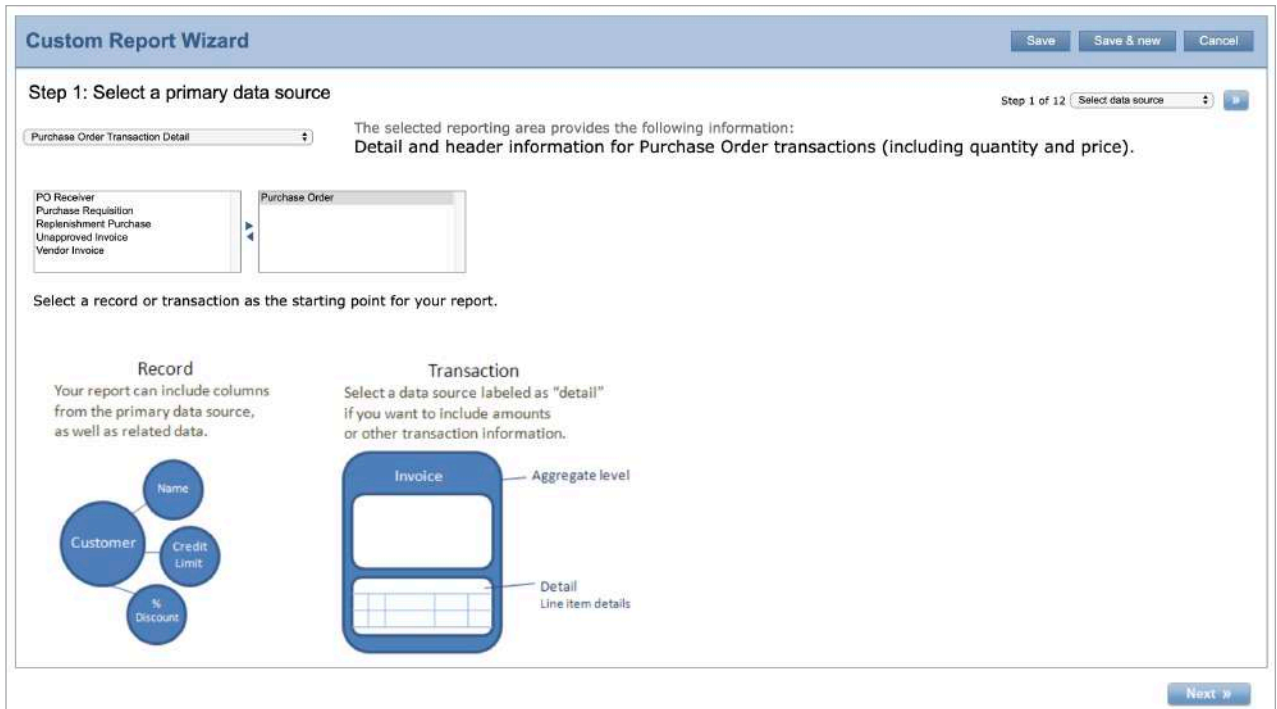 Custom Report Wizard
Save
Save & new
Cancel
Step 1: Select a primary data source
Step 1 of 12
Select data source
Purchase Order Transaction Detail
The selected reporting area provides the following information:
Detail and header information for Purchase Order transactions (including quantity and price).
PO Receiver
Purchase Requisition
Replenishment Purchase
Unapproved Invoice
Vendor Invoice
Purchase Order
Select a record or transaction as the starting point for your report.
Record
Your report can include columns
from the primary data source,
as well as related data.
Customer
Name
Credit
Limit
%
Discount
Transaction
Select a data source labeled as "detail"
if you want to include amounts
or other transaction information.
Invoice
Aggregate level
Detail
Line item details
Next »